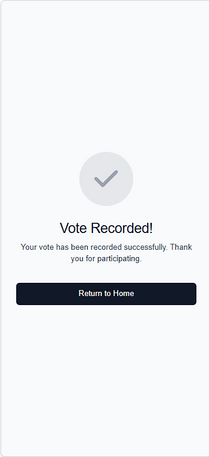 Vote Recorded!
Your vote has been recorded successfully. Thank
you for participating.
Return to Home